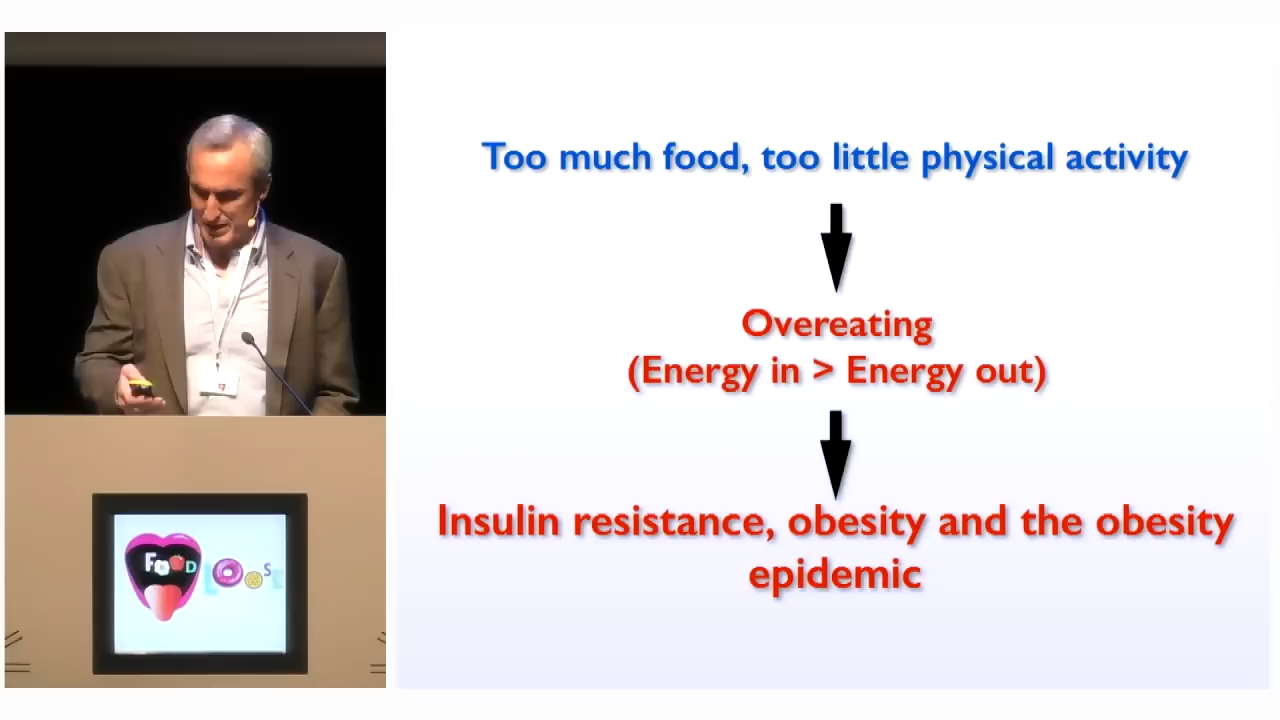 Too much food, too little physical activity
Overeating
(Energy in > Energy out)
Insulin resistance, obesity and the obesity
epidemic
FOOD